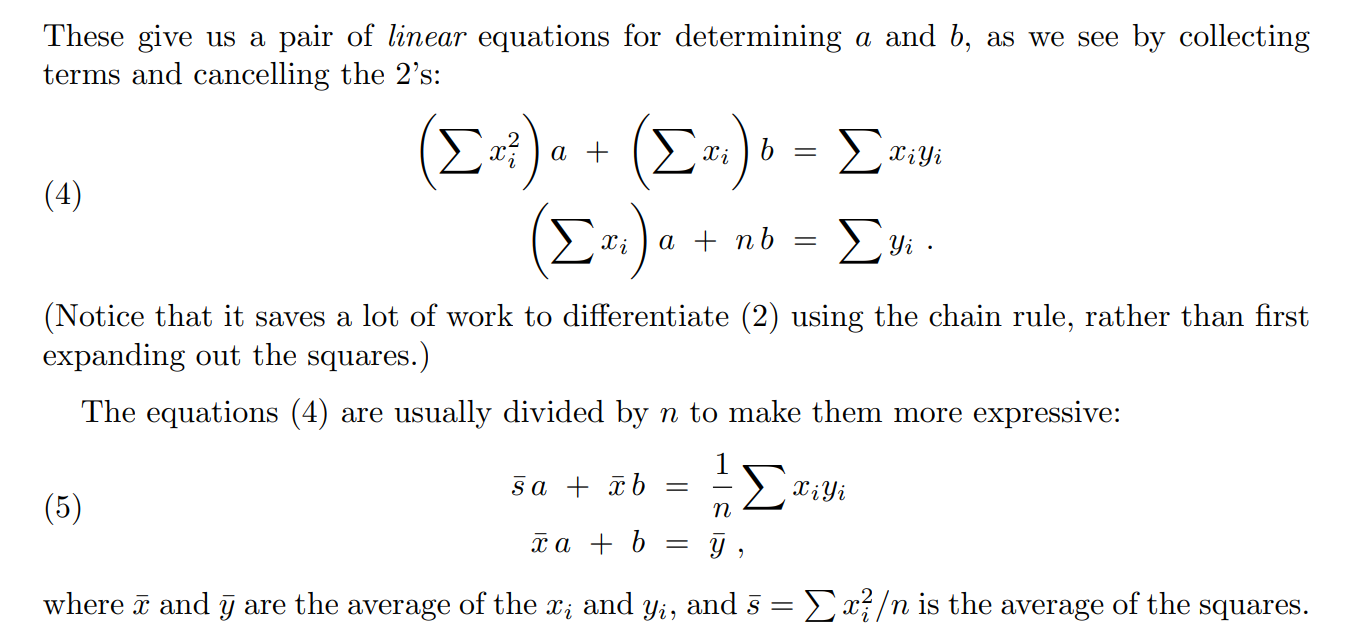 These give us a pair of linear equations for determining a and b, as we see by collecting
terms and cancelling the 2's:
(∑ x_i^2) a + (∑ x_i) b = ∑ x_i y_i
(4)
(∑ x_i) a + n b = ∑ y_i .
(Notice that it saves a lot of work to differentiate (2) using the chain rule, rather than first
expanding out the squares.)
The equations (4) are usually divided by n to make them more expressive:
s̄ a + x̄ b = 1/n ∑ x_i y_i
(5)
x̄ a + b = ȳ ,
where x̄ and ȳ are the average of the x_i and y_i, and s̄ = ∑ x_i^2/n is the average of the squares.